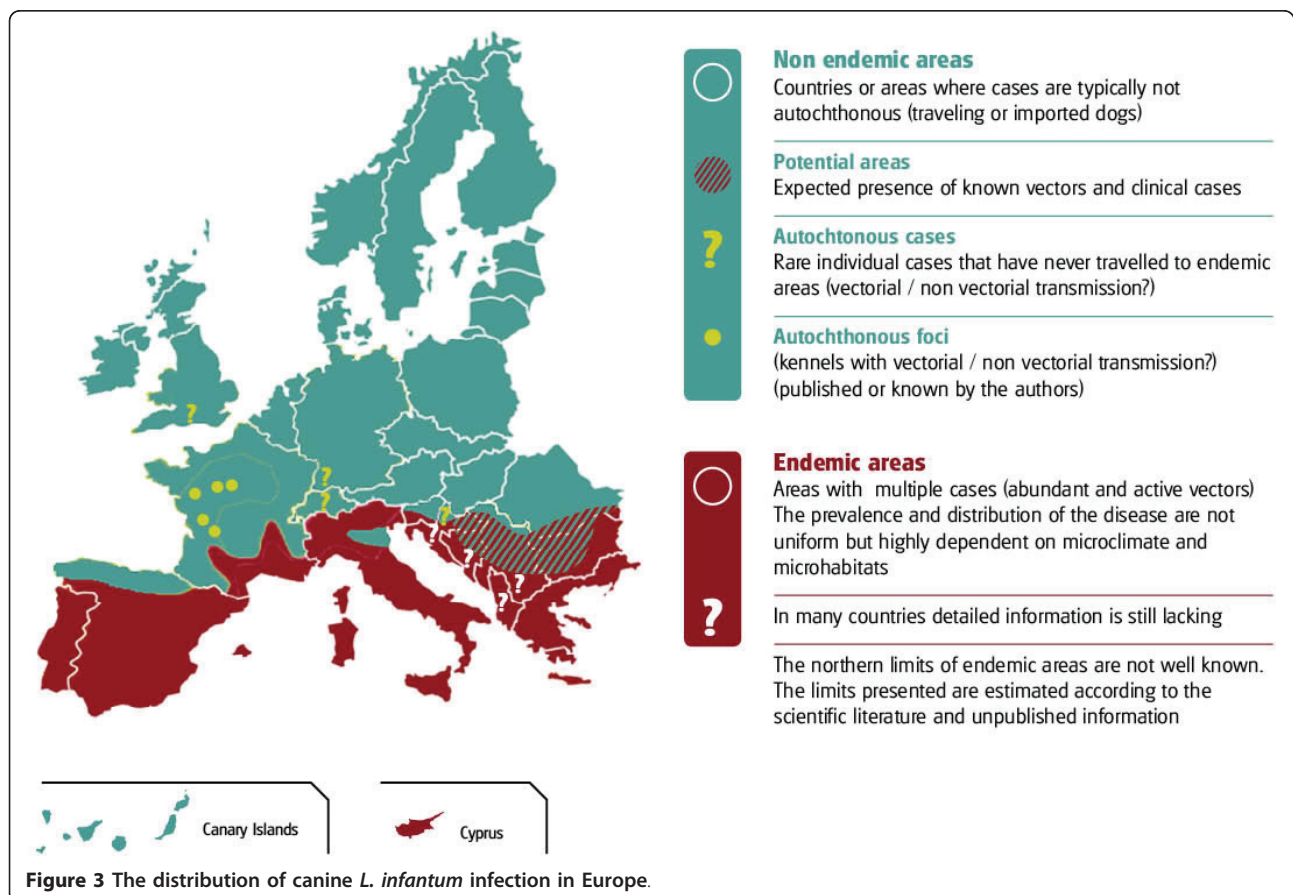 Non endemic areas
Countries or areas where cases are typically not
autochthonous (traveling or imported dogs)
Potential areas
Expected presence of known vectors and clinical cases
?
Autochtonous cases
Rare individual cases that have never travelled to endemic
areas (vectorial / non vectorial transmission?)
Autochthonous foci
(kennels with vectorial / non vectorial transmission?)
(published or known by the authors)
Endemic areas
Areas with multiple cases (abundant and active vectors)
The prevalence and distribution of the disease are not
uniform but highly dependent on microclimate and
microhabitats
?
In many countries detailed information is still lacking
The northern limits of endemic areas are not well known.
The limits presented are estimated according to the
scientific literature and unpublished information
?
?
?
?
?
?
?
?
Canary Islands
Cyprus
Figure 3 The distribution of canine L. infantum infection in Europe.